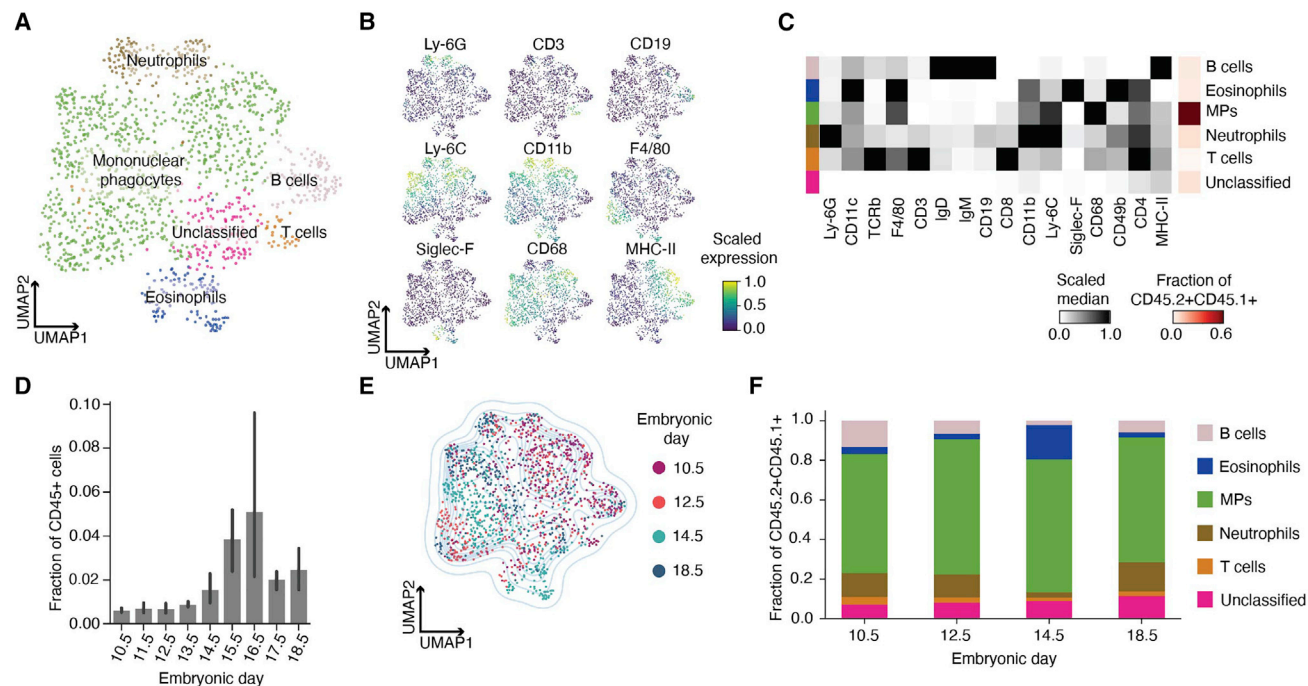 A
Neutrophils
Mononuclear
phagocytes
B cells
Unclassified
T cells
Eosinophils
UMAP2
UMAP1
B
Ly-6G
CD3
CD19
Ly-6C
CD11b
F4/80
Siglec-F
CD68
MHC-II
Scaled
expression
1.0
0.5
0.0
UMAP2
UMAP1
C
B cells
Eosinophils
MPs
Neutrophils
T cells
Unclassified
Ly-6G
CD11c
TCRb
F4/80
CD3
IgD
IgM
CD19
CD8
CD11b
Ly-6C
Siglec-F
CD68
CD49b
CD4
MHC-II
Scaled
median
0.0
1.0
Fraction of
CD45.2+CD45.1+
0.0
0.6
D
Fraction of CD45+ cells
0.10
0.08
0.06
0.04
0.02
0.00
10.5
11.5
12.5
13.5
14.5
15.5
16.5
17.5
18.5
Embryonic day
E
UMAP2
UMAP1
Embryonic
day
10.5
12.5
14.5
18.5
F
Fraction of CD45.2+CD45.1+
1.0
0.8
0.6
0.4
0.2
0.0
10.5
12.5
14.5
18.5
Embryonic day
B cells
Eosinophils
MPs
Neutrophils
T cells
Unclassified